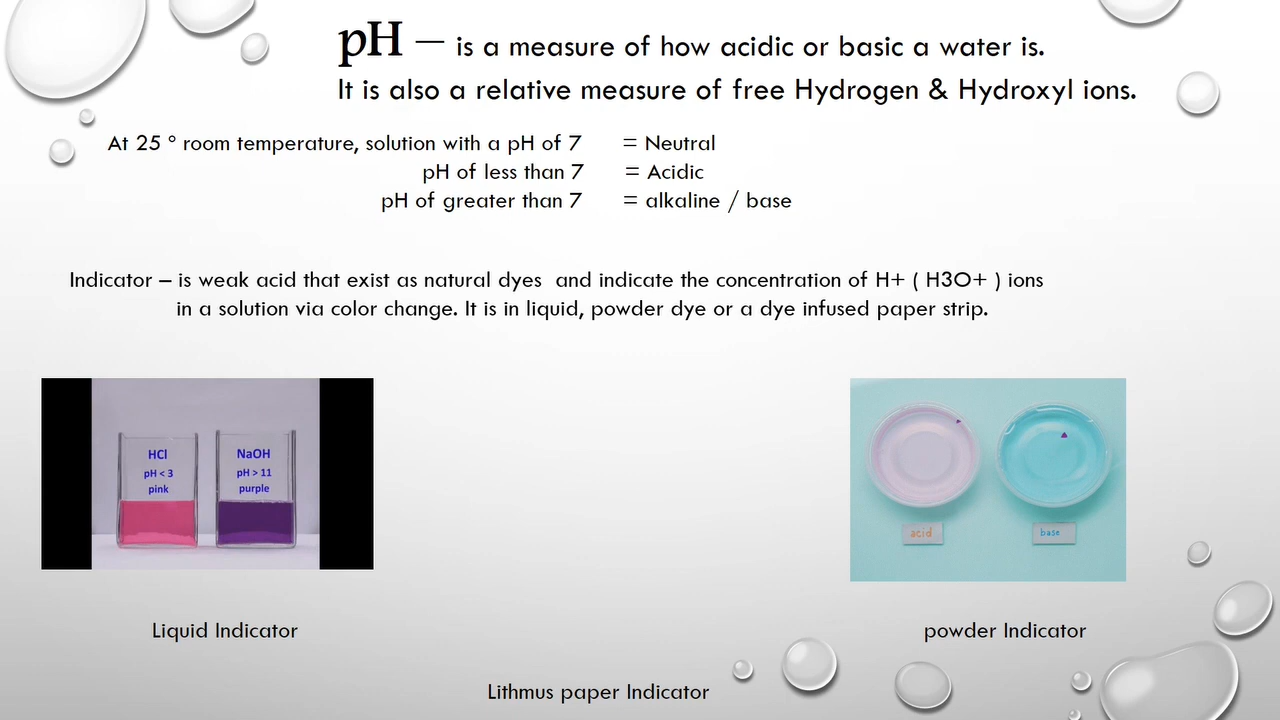 pH — is a measure of how acidic or basic a water is.
It is also a relative measure of free Hydrogen & Hydroxyl ions.
At 25 ° room temperature, solution with a pH of 7 = Neutral
pH of less than 7 = Acidic
pH of greater than 7 = alkaline / base
Indicator – is weak acid that exist as natural dyes and indicate the concentration of H+ ( H3O+ ) ions
in a solution via color change. It is in liquid, powder dye or a dye infused paper strip.
HCl
pH < 3
pink
NaOH
pH > 11
purple
acid
base
Liquid Indicator
powder Indicator
Lithmus paper Indicator